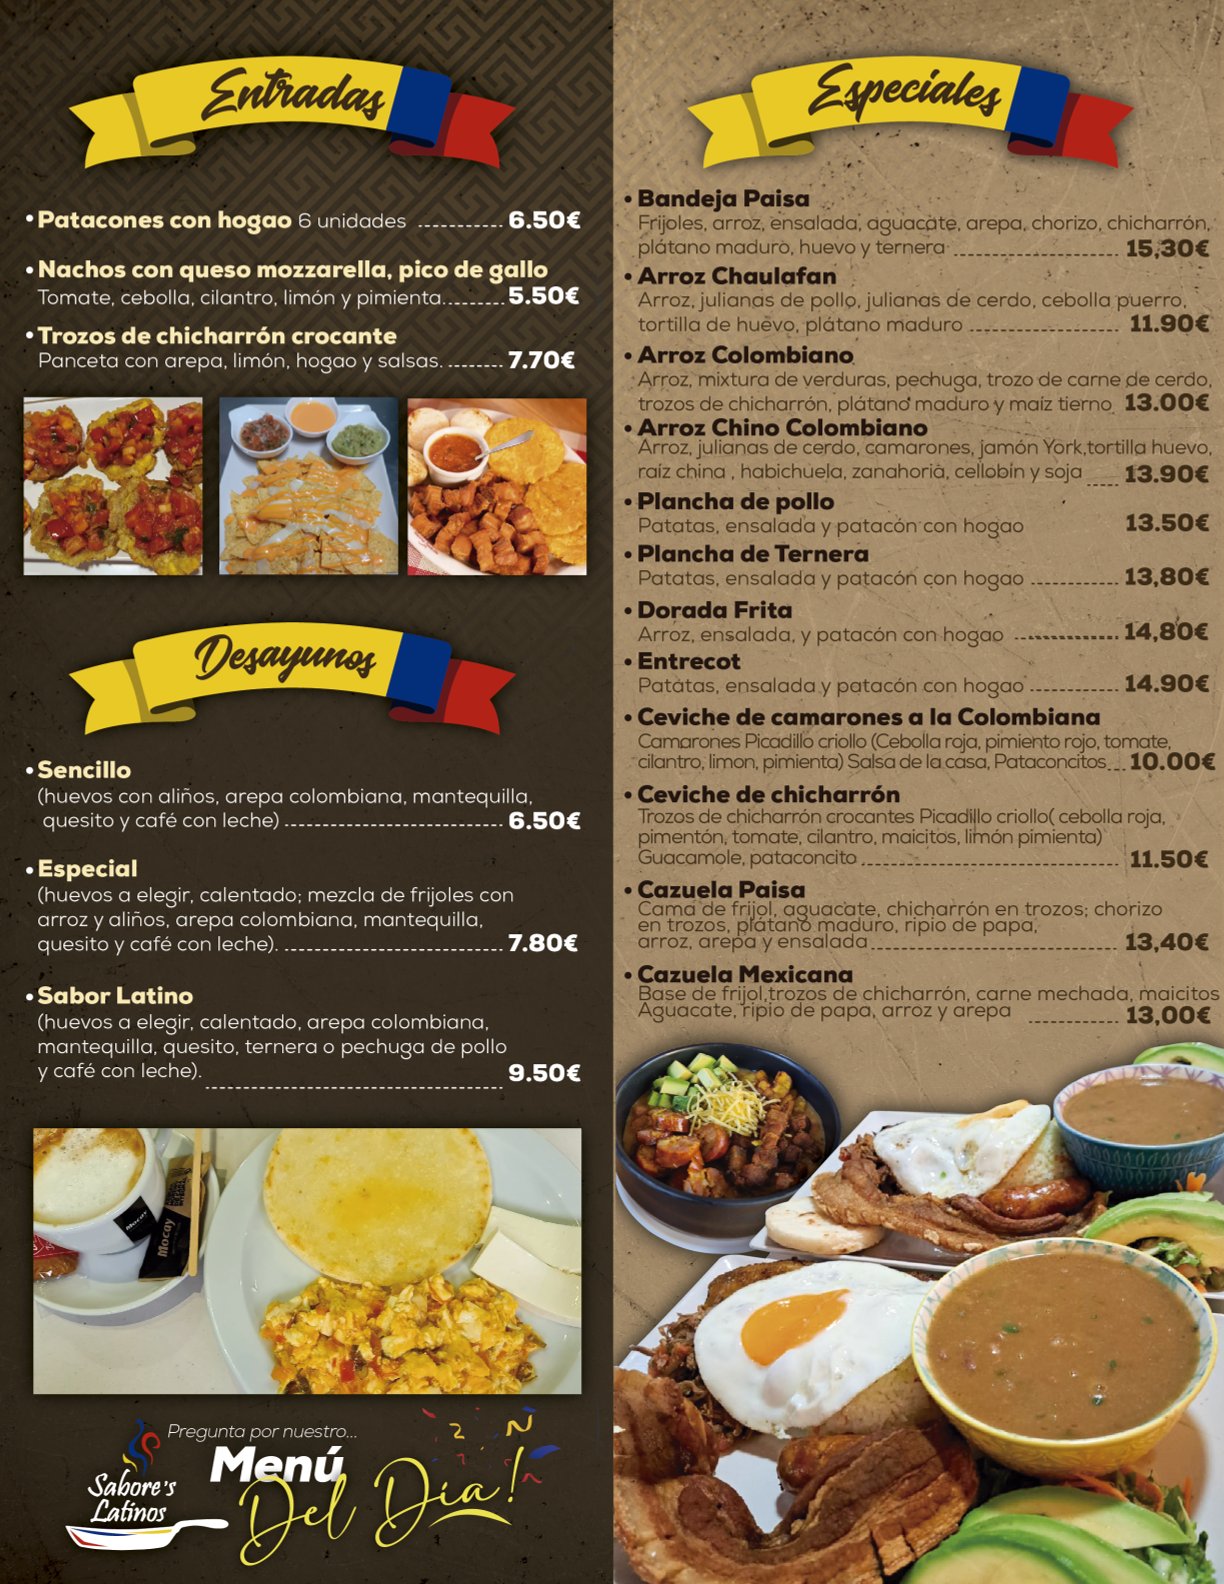 Entradas
• Patacones con hogao 6 unidades ........... 6.50€
• Nachos con queso mozzarella, pico de gallo
Tomate, cebolla, cilantro, limón y pimienta......... 5.50€
• Trozos de chicharrón crocante
Panceta con arepa, limón, hogao y salsas. ........ 7.70€
Desayunos
• Sencillo
(huevos con aliños, arepa colombiana, mantequilla,
quesito y café con leche) ........ 6.50€
• Especial
(huevos a elegir, calentado; mezcla de frijoles con
arroz y aliños, arepa colombiana, mantequilla,
quesito y café con leche). ........ 7.80€
• Sabor Latino
(huevos a elegir, calentado, arepa colombiana,
mantequilla, quesito, ternera o pechuga de pollo
y café con leche). ........ 9.50€
Mocay
Mocay
Pregunta por nuestro...
Menú
Del Día!
Sabore's
Latinos
Especiales
• Bandeja Paisa
Frijoles, arroz, ensalada, aguacate, arepa, chorizo, chicharrón,
plátano maduro, huevo y ternera ........ 15,30€
• Arroz Chaulafan
Arroz, julianas de pollo, julianas de cerdo, cebolla puerro,
tortilla de huevo, plátano maduro ........ 11.90€
• Arroz Colombiano
Arroz, mixtura de verduras, pechuga, trozo de carne de cerdo,
trozos de chicharrón, plátano maduro y maíz tierno 13.00€
• Arroz Chino Colombiano
Arroz, julianas de cerdo, camarones, jamón York,tortilla huevo,
raíz china , habichuela, zanahoria, cellobín y soja .... 13.90€
• Plancha de pollo
Patatas, ensalada y patacón con hogao 13.50€
• Plancha de Ternera
Patatas, ensalada y patacón con hogao ........ 13,80€
• Dorada Frita
Arroz, ensalada, y patacón con hogao ........ 14,80€
• Entrecot
Patatas, ensalada y patacón con hogao ........ 14.90€
• Ceviche de camarones a la Colombiana
Camarones Picadillo criollo (Cebolla roja, pimiento rojo, tomate,
cilantro, limon, pimienta) Salsa de la casa, Pataconcitos... 10.00€
• Ceviche de chicharrón
Trozos de chicharrón crocantes Picadillo criollo( cebolla roja,
pimentón, tomate, cilantro, maicitos, limón pimienta)
Guacamole, pataconcito ........ 11.50€
• Cazuela Paisa
Cama de frijol, aguacate, chicharrón en trozos; chorizo
en trozos, plátano maduro, ripio de papa,
arroz, arepa y ensalada ........ 13,40€
• Cazuela Mexicana
Base de frijol,trozos de chicharrón, carne mechada, maicitos
Aguacate, ripio de papa, arroz y arepa ........ 13,00€